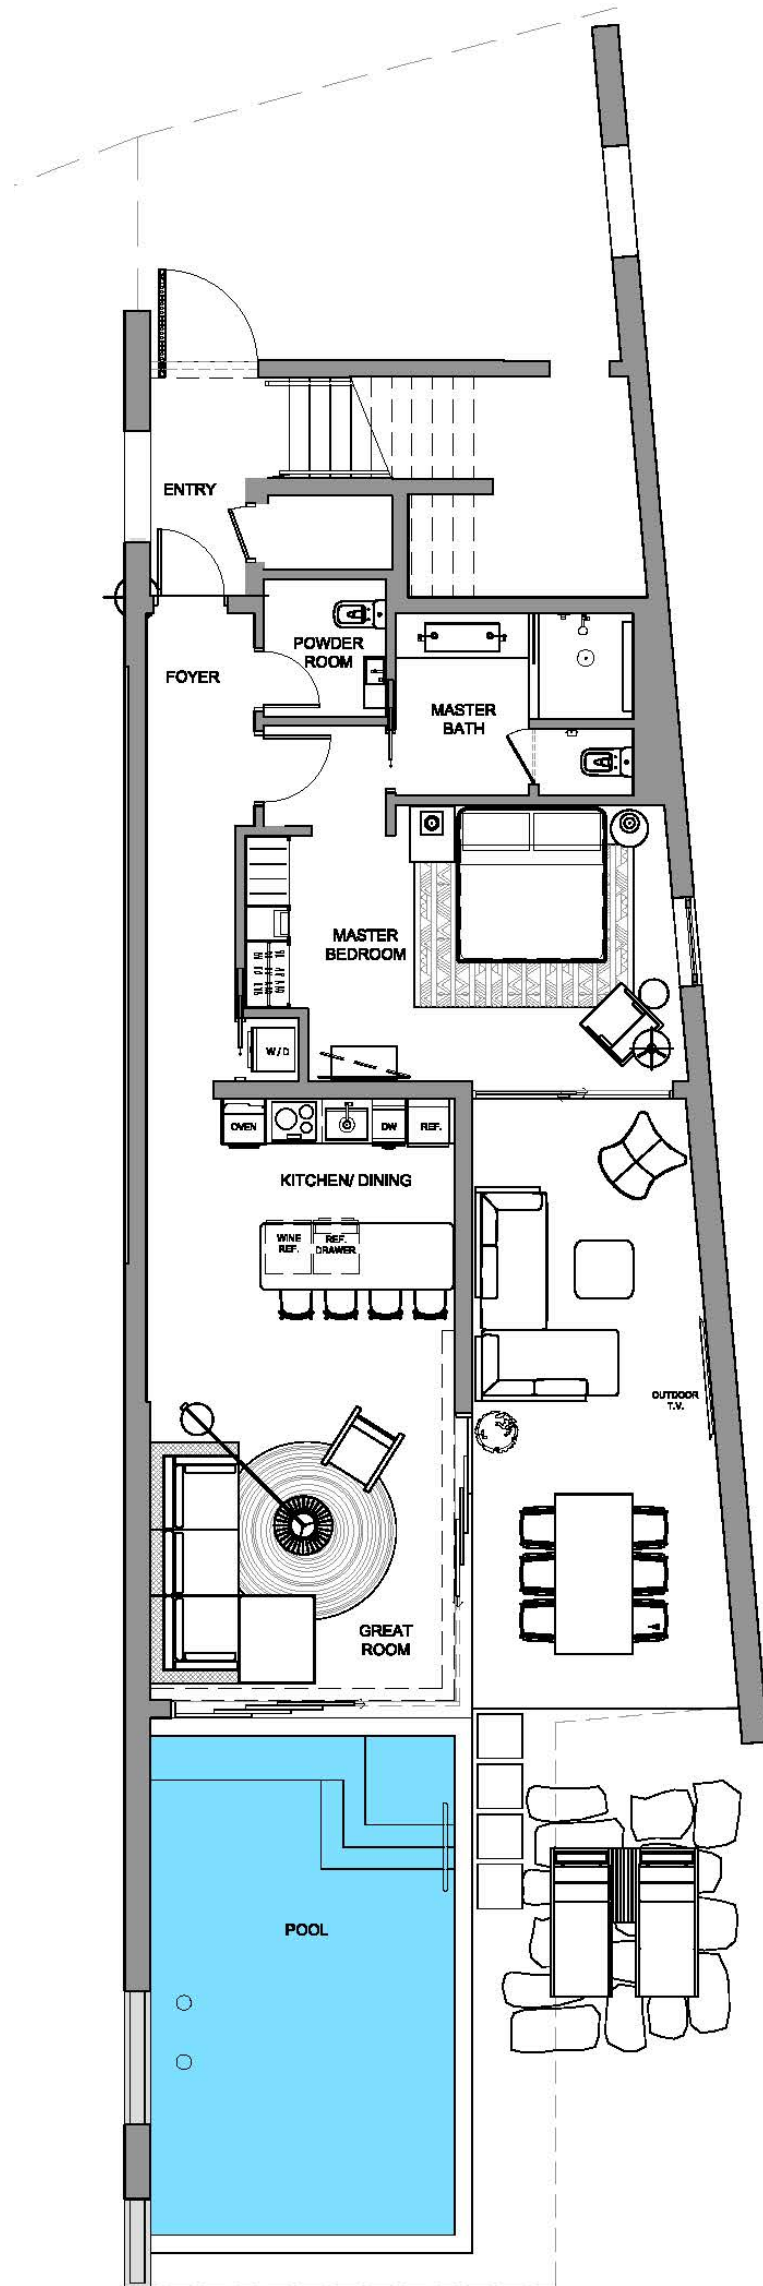 ENTRY
POWDER
ROOM
FOYER
MASTER
BATH
MASTER
BEDROOM
W/D
OVEN
DW
REF.
KITCHEN/ DINING
WINE
REF.
REF.
DRAWER
OUTDOOR
T.V.
GREAT
ROOM
POOL